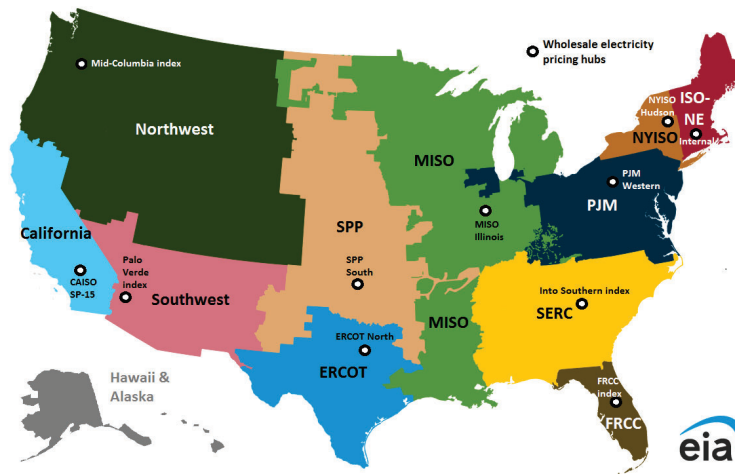 Mid-Columbia index
Wholesale electricity
pricing hubs
NYISO
Hudson
ISO-
NE
Internal
NYISO
Northwest
MISO
PJM
Western
PJM
MISO
Illinois
SPP
California
Palo
Verde
index
CAISO
SP-15
Southwest
SPP
South
Into Southern index
SERC
MISO
ERCOT North
ERCOT
Hawaii &
Alaska
FRCC
index
FRCC
eia